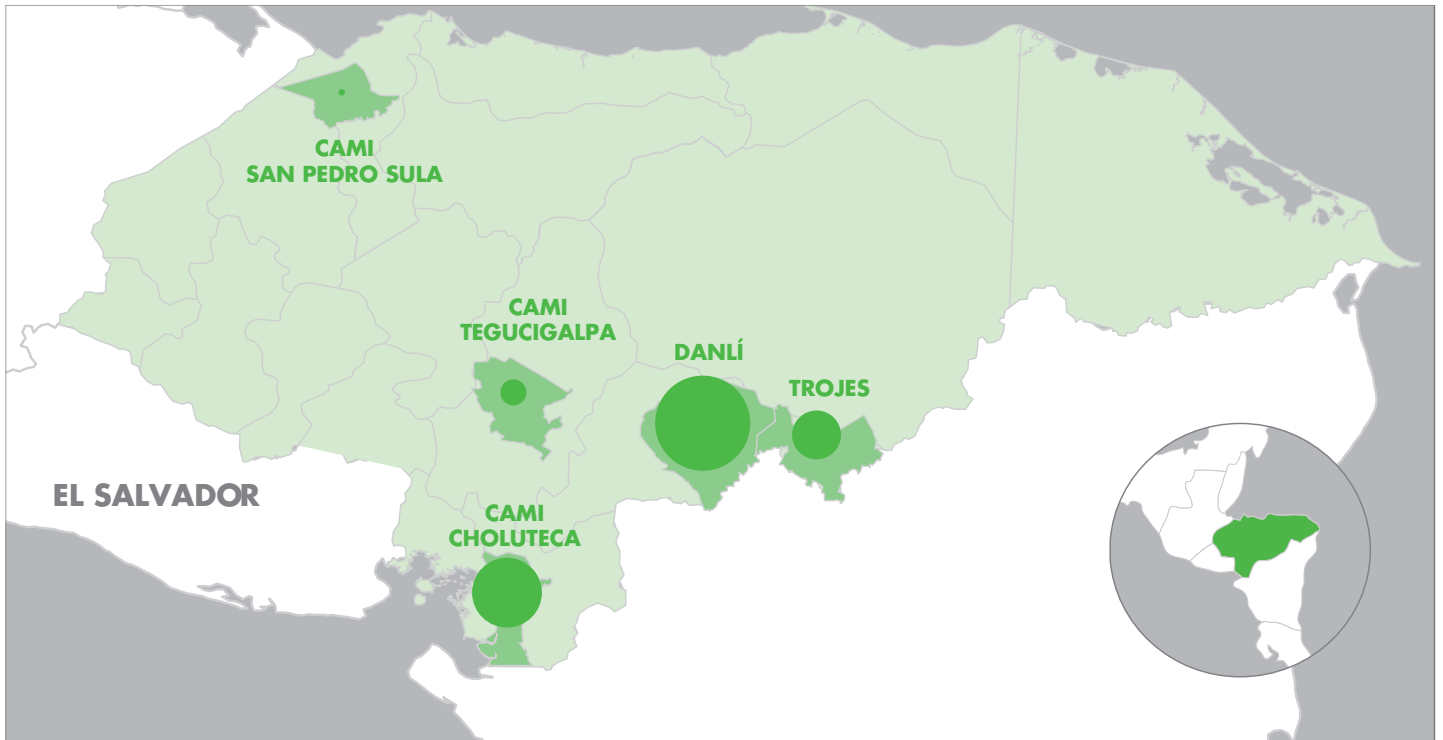 CAMI
SAN PEDRO SULA
CAMI
TEGUCIGALPA
DANLÍ
TROJES
EL SALVADOR
CAMI
CHOLUTECA